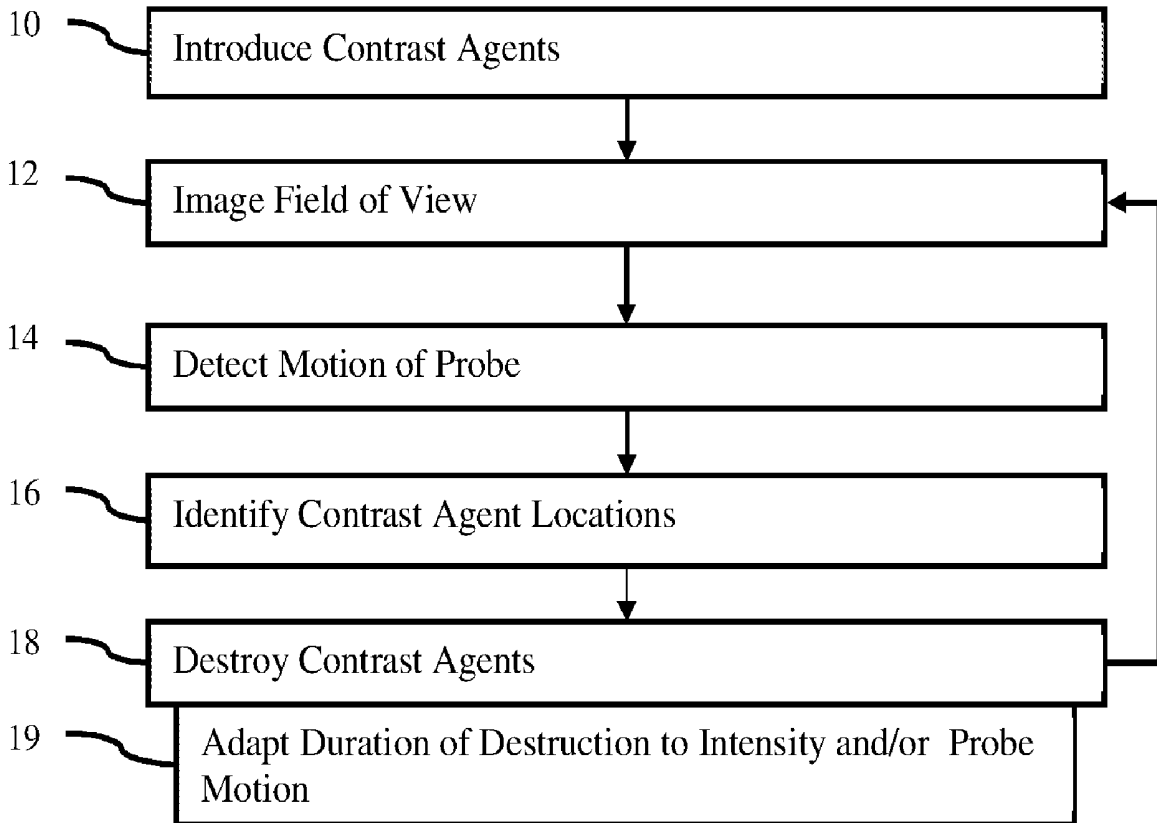 10
Introduce Contrast Agents
12
Image Field of View
14
Detect Motion of Probe
16
Identify Contrast Agent Locations
18
Destroy Contrast Agents
19
Adapt Duration of Destruction to Intensity and/or Probe
Motion